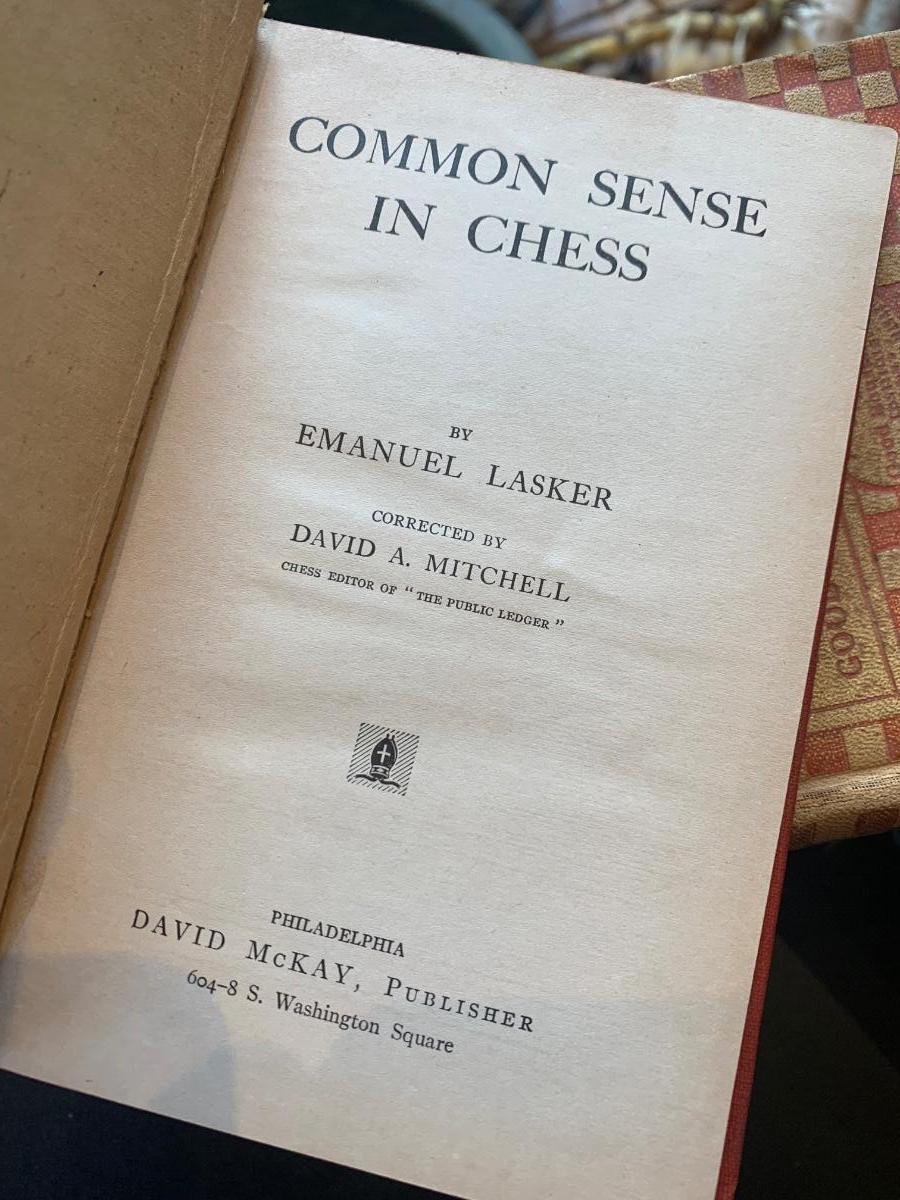 COMMON SENSE
IN CHESS
BY
EMANUEL LASKER
CORRECTED BY
DAVID A. MITCHELL
CHESS EDITOR OF "THE PUBLIC LEDGER"
PHILADELPHIA
DAVID McKAY, PUBLISHER
604–8 S. Washington Square